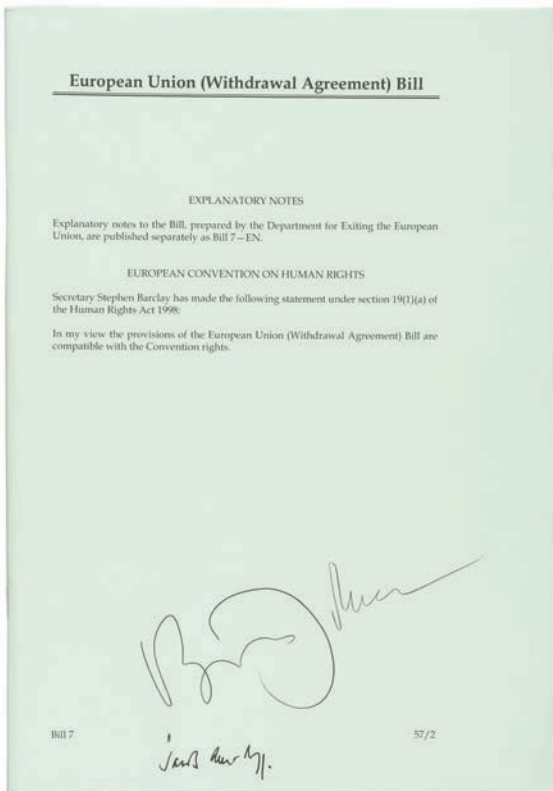 European Union (Withdrawal Agreement) Bill
EXPLANATORY NOTES
Explanatory notes to the Bill, prepared by the Department for Exiting the European
Union, are published separately as Bill 7—EN.
EUROPEAN CONVENTION ON HUMAN RIGHTS
Secretary Stephen Barclay has made the following statement under section 19(1)(a) of
the Human Rights Act 1998:
In my view the provisions of the European Union (Withdrawal Agreement) Bill are
compatible with the Convention rights.
Bill 7
57/2